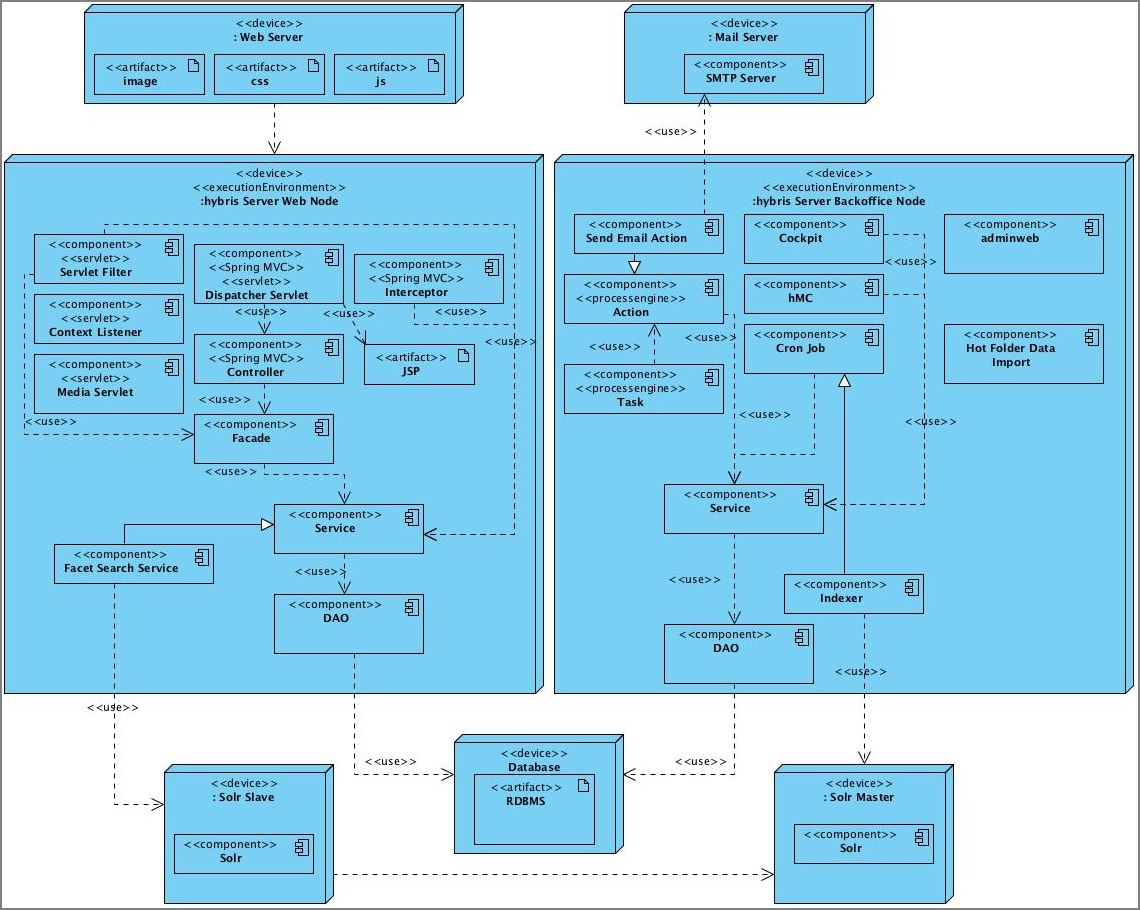 <<device>>
: Web Server
<<artifact>>
image
<<artifact>>
css
<<artifact>>
js
<<device>>
: Mail Server
<<component>>
SMTP Server
<<use>>
<<device>>
<<executionEnvironment>>
:hybris Server Web Node
<<component>>
<<servlet>>
Servlet Filter
<<component>>
<<Spring MVC>>
<<servlet>>
Dispatcher Servlet
<<component>>
<<Spring MVC>>
Interceptor
<<component>>
<<servlet>>
Context Listener
<<use>>
<<use>>
<<use>>
<<use>>
<<component>>
<<Spring MVC>>
Controller
<<artifact>>
JSP
<<component>>
<<servlet>>
Media Servlet
<<use>>
<<use>>
<<component>>
Facade
<<use>>
<<component>>
Service
<<component>>
Facet Search Service
<<use>>
<<component>>
DAO
<<device>>
<<executionEnvironment>>
:hybris Server Backoffice Node
<<component>>
Send Email Action
<<component>>
Cockpit
<<component>>
adminweb
<<use>>
<<component>>
<<processengine>>
Action
<<component>>
hMC
<<use>>
<<use>>
<<component>>
Cron Job
<<component>>
Hot Folder Data
Import
<<component>>
<<processengine>>
Task
<<use>>
<<use>>
<<component>>
Service
<<use>>
<<component>>
Indexer
<<component>>
DAO
<<use>>
<<use>>
<<use>>
<<use>>
<<device>>
: Solr Slave
<<component>>
Solr
<<device>>
Database
<<artifact>>
RDBMS
<<device>>
: Solr Master
<<component>>
Solr